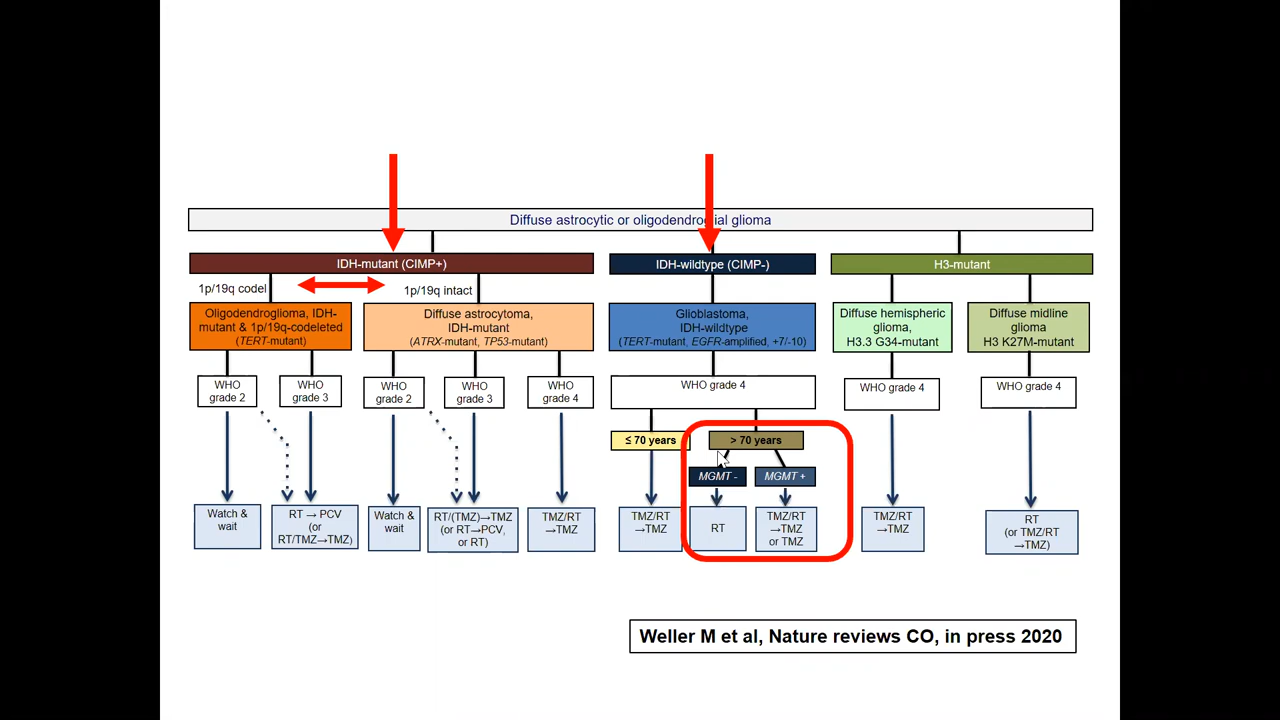 Diffuse astrocytic or oligodendroglial glioma
IDH-mutant (CIMP+)
IDH-wildtype (CIMP-)
H3-mutant
1p/19q codel
1p/19q intact
Oligodendroglioma, IDH-
mutant & 1p/19q-codeleted
(TERT-mutant)
Diffuse astrocytoma,
IDH-mutant
(ATRX-mutant, TP53-mutant)
Glioblastoma,
IDH-wildtype
(TERT-mutant, EGFR-amplified, +7/-10)
Diffuse hemispheric
glioma,
H3.3 G34-mutant
Diffuse midline
glioma
H3 K27M-mutant
WHO
grade 2
WHO
grade 3
WHO
grade 2
WHO
grade 3
WHO
grade 4
WHO grade 4
WHO grade 4
WHO grade 4
≤ 70 years
> 70 years
MGMT -
MGMT +
Watch &
wait
RT → PCV
(or
RT/TMZ→TMZ)
Watch &
wait
RT/(TMZ)→TMZ
(or RT→PCV,
or RT)
TMZ/RT
→TMZ
TMZ/RT
→TMZ
RT
TMZ/RT
→TMZ
or TMZ
TMZ/RT
→TMZ
RT
(or TMZ/RT
→TMZ)
Weller M et al, Nature reviews CO, in press 2020